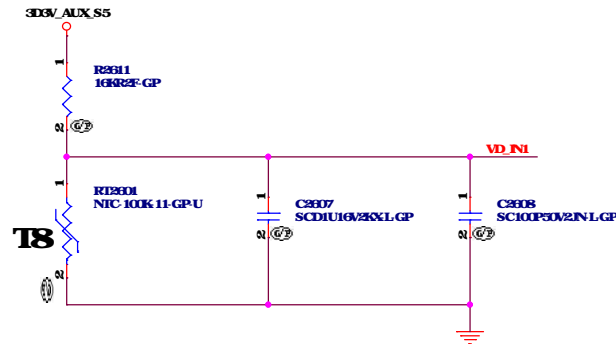 3D3V_AUX_S5
1
R2611
16KR2F-GP
2
G/P
VD_IN1
1
RT2601
NTC-100K-11-GP-U
T8
2
1
C2607
SCD1U16V2KX-L-GP
2
G/P
1
C2608
SC100P50V2JN-L-GP
2
G/P